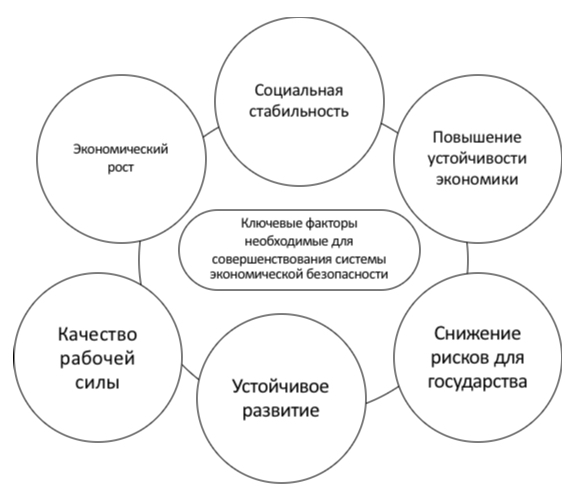 Социальная
стабильность
Экономический
рост
Повышение
устойчивости
экономики
Ключевые факторы
необходимые для
совершенствования системы
экономической безопасности
Качество
рабочей
силы
Снижение
рисков для
государства
Устойчивое
развитие